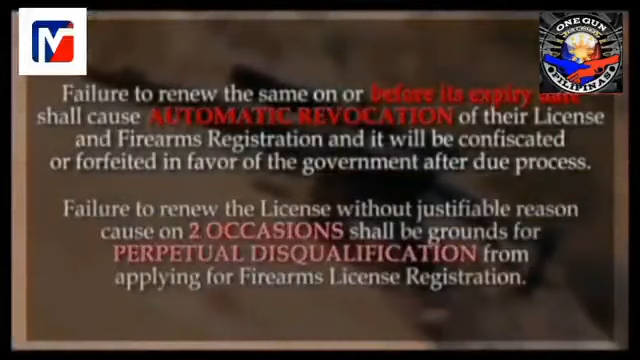 M
ONE GUN
PILIPINAS
Failure to renew the same on or before its expiry date
shall cause AUTOMATIC REVOCATION of their License
and Firearms Registration and it will be confiscated
or forfeited in favor of the government after due process.
Failure to renew the License without justifiable reason
cause on 2 OCCASIONS shall be grounds for
PERPETUAL DISQUALIFICATION from
applying for Firearms License Registration.